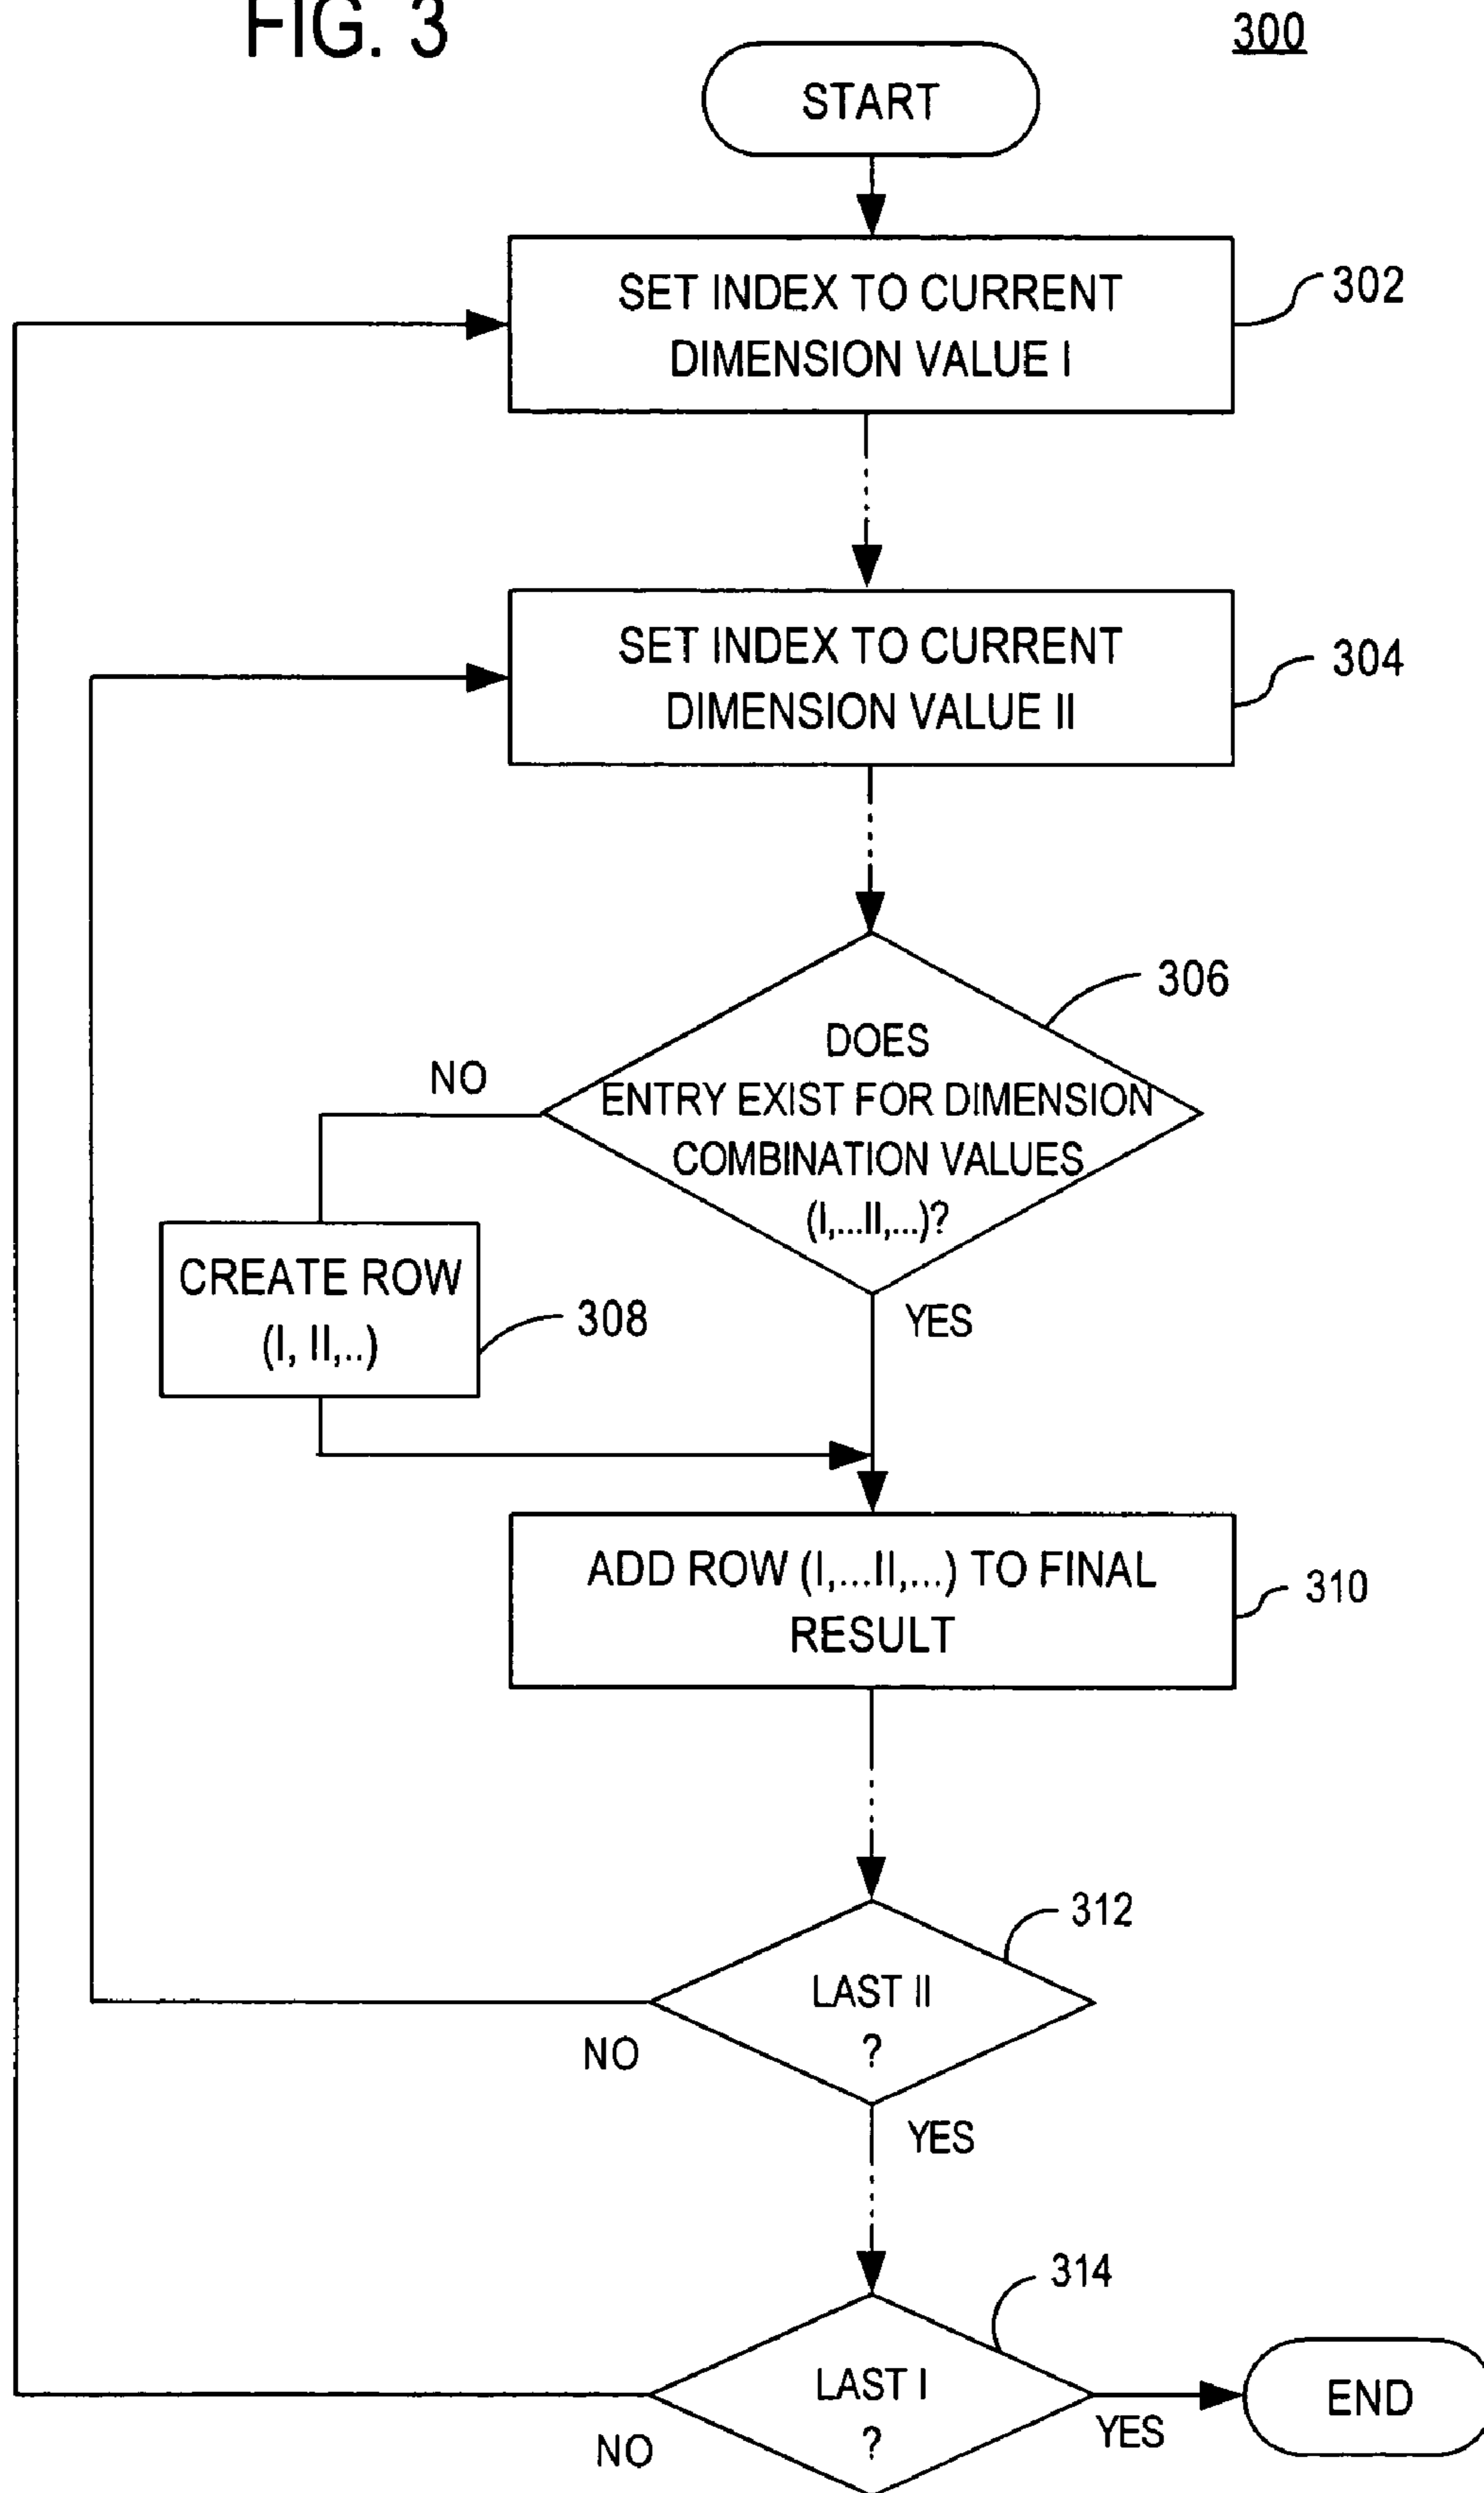 FIG. 3
300
START
SET INDEX TO CURRENT
DIMENSION VALUE I
302
SET INDEX TO CURRENT
DIMENSION VALUE II
304
306
DOES
ENTRY EXIST FOR DIMENSION
COMBINATION VALUES
(I,...II,...)?
NO
YES
CREATE ROW
(I, II,..)
308
ADD ROW (I,...II,...) TO FINAL
RESULT
310
312
LAST II
?
NO
YES
314
LAST I
?
NO
YES
END